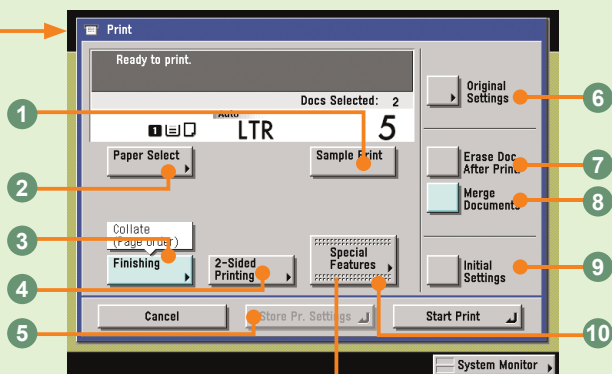 Print
Ready to print.
Docs Selected: 2
Auto
1 LTR 5
Paper Select
Sample Print
Original
Settings
Erase Doc.
After Print
Merge
Documents
Collate
(Page Order)
Finishing
2-Sided
Printing
Special
Features
Initial
Settings
Cancel
Store Pr. Settings
Start Print
System Monitor
1
2
3
4
5
6
7
8
9
10